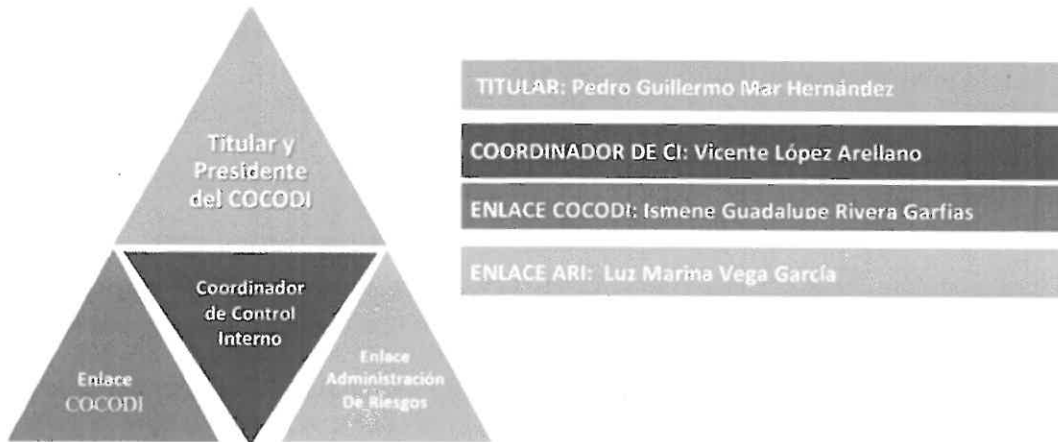 Titular y
Presidente
del COCODI
Coordinador
de Control
Interno
Enlace
COCODI
Enlace
Administración
De Riesgos
TITULAR: Pedro Guillermo Mar Hernández
COORDINADOR DE CI: Vicente López Arellano
ENLACE COCODI: Ismene Guadalupe Rivera Garfias
ENLACE ARI: Luz Marina Vega García